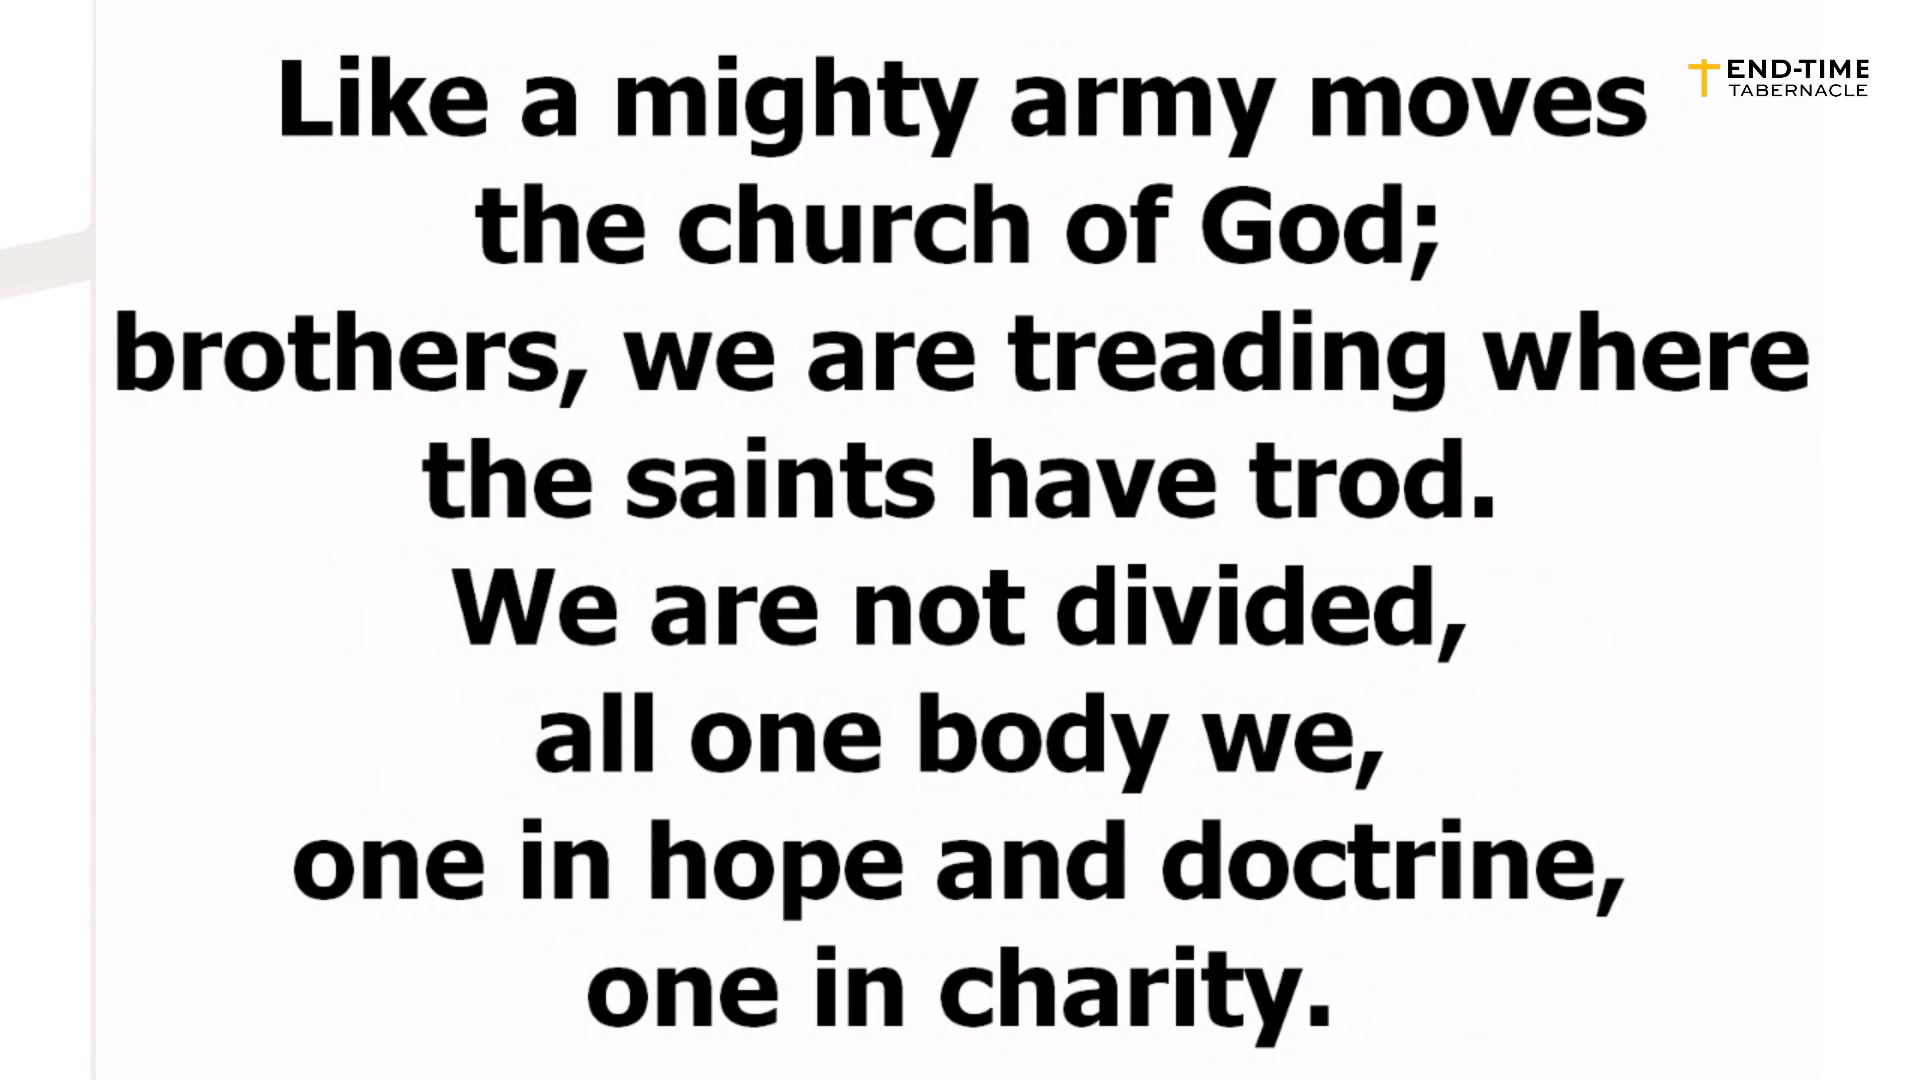 Like a mighty army moves
the church of God;
brothers, we are treading where
the saints have trod.
We are not divided,
all one body we,
one in hope and doctrine,
one in charity.
END-TIME
TABERNACLE